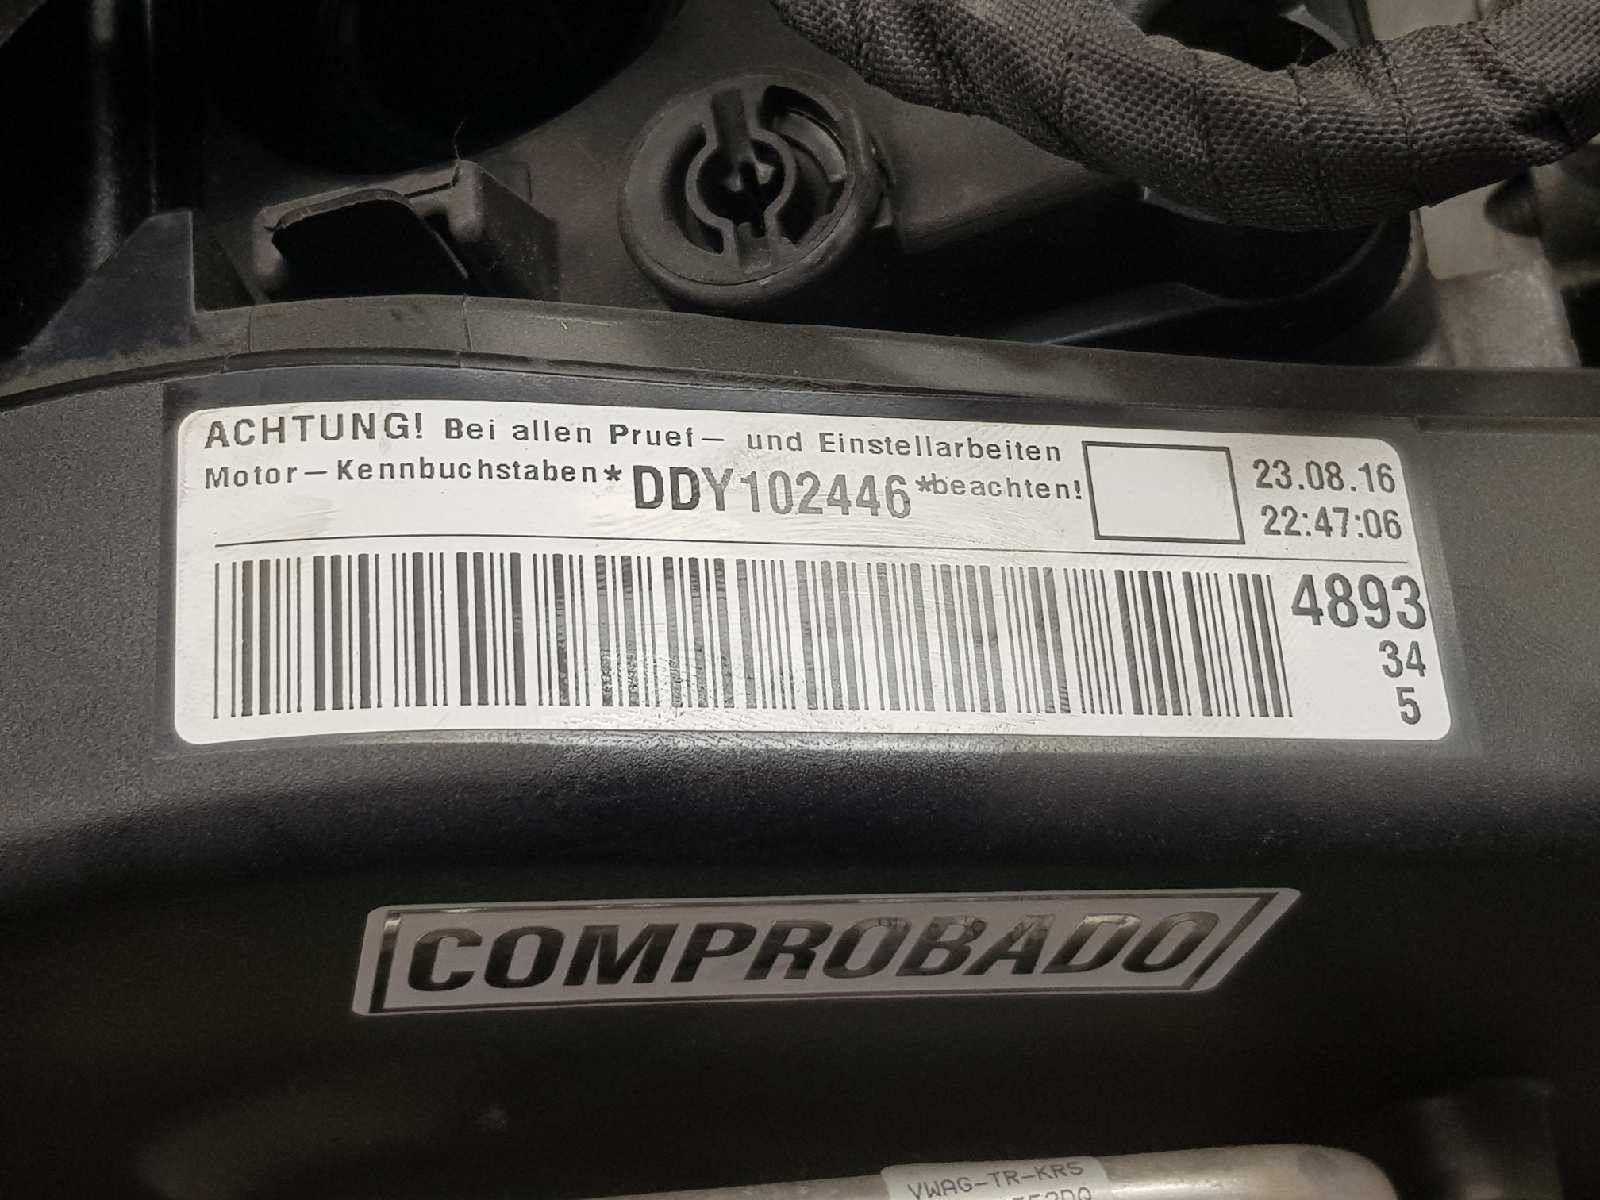 ACHTUNG! Bei allen Pruef- und Einstellarbeiten
Motor-Kennbuchstaben*DDY102446*beachten!
23.08.16
22:47:06
4893
34
5
COMPROBADO
VWAG-TR-KR5